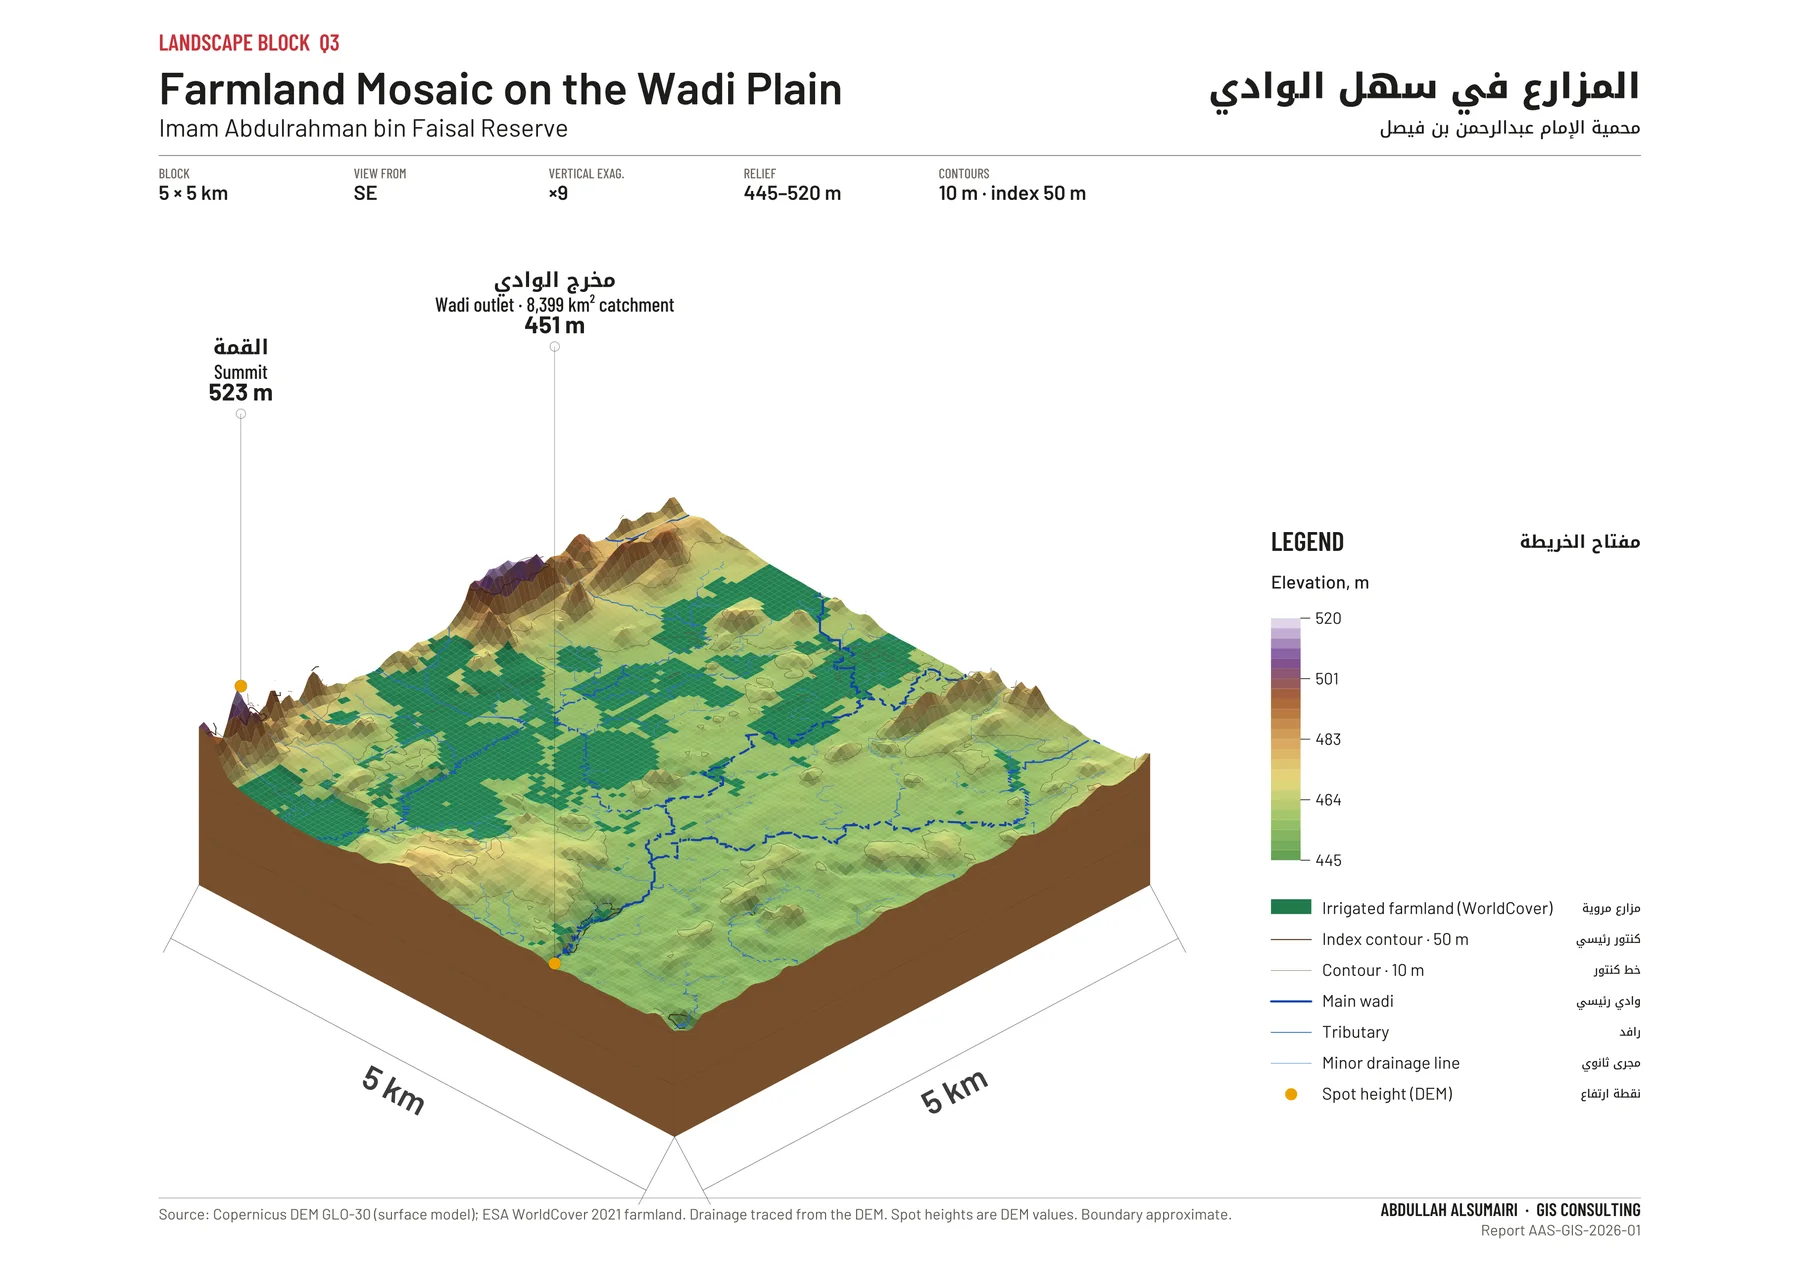 LANDSCAPE BLOCK Q3
Farmland Mosaic on the Wadi Plain
المزارع في سهل الوادي
Imam Abdulrahman bin Faisal Reserve
محمية الإمام عبدالرحمن بن فيصل
BLOCK
5 × 5 km
VIEW FROM
SE
VERTICAL EXAG.
×9
RELIEF
445–520 m
CONTOURS
10 m · index 50 m
مخرج الوادي
Wadi outlet · 8,399 km² catchment
451 m
القمة
Summit
523 m
5 km
5 km
LEGEND
مفتاح الخريطة
Elevation, m
520
501
483
464
445
Irrigated farmland (WorldCover)
مزارع مروية
Index contour · 50 m
كنتور رئيسي
Contour · 10 m
خط كنتور
Main wadi
وادي رئيسي
Tributary
رافد
Minor drainage line
مجرى ثانوي
Spot height (DEM)
نقطة ارتفاع
Source: Copernicus DEM GLO-30 (surface model); ESA WorldCover 2021 farmland. Drainage traced from the DEM. Spot heights are DEM values. Boundary approximate.
ABDULLAH ALSUMAIRI · GIS CONSULTING
Report AAS-GIS-2026-01